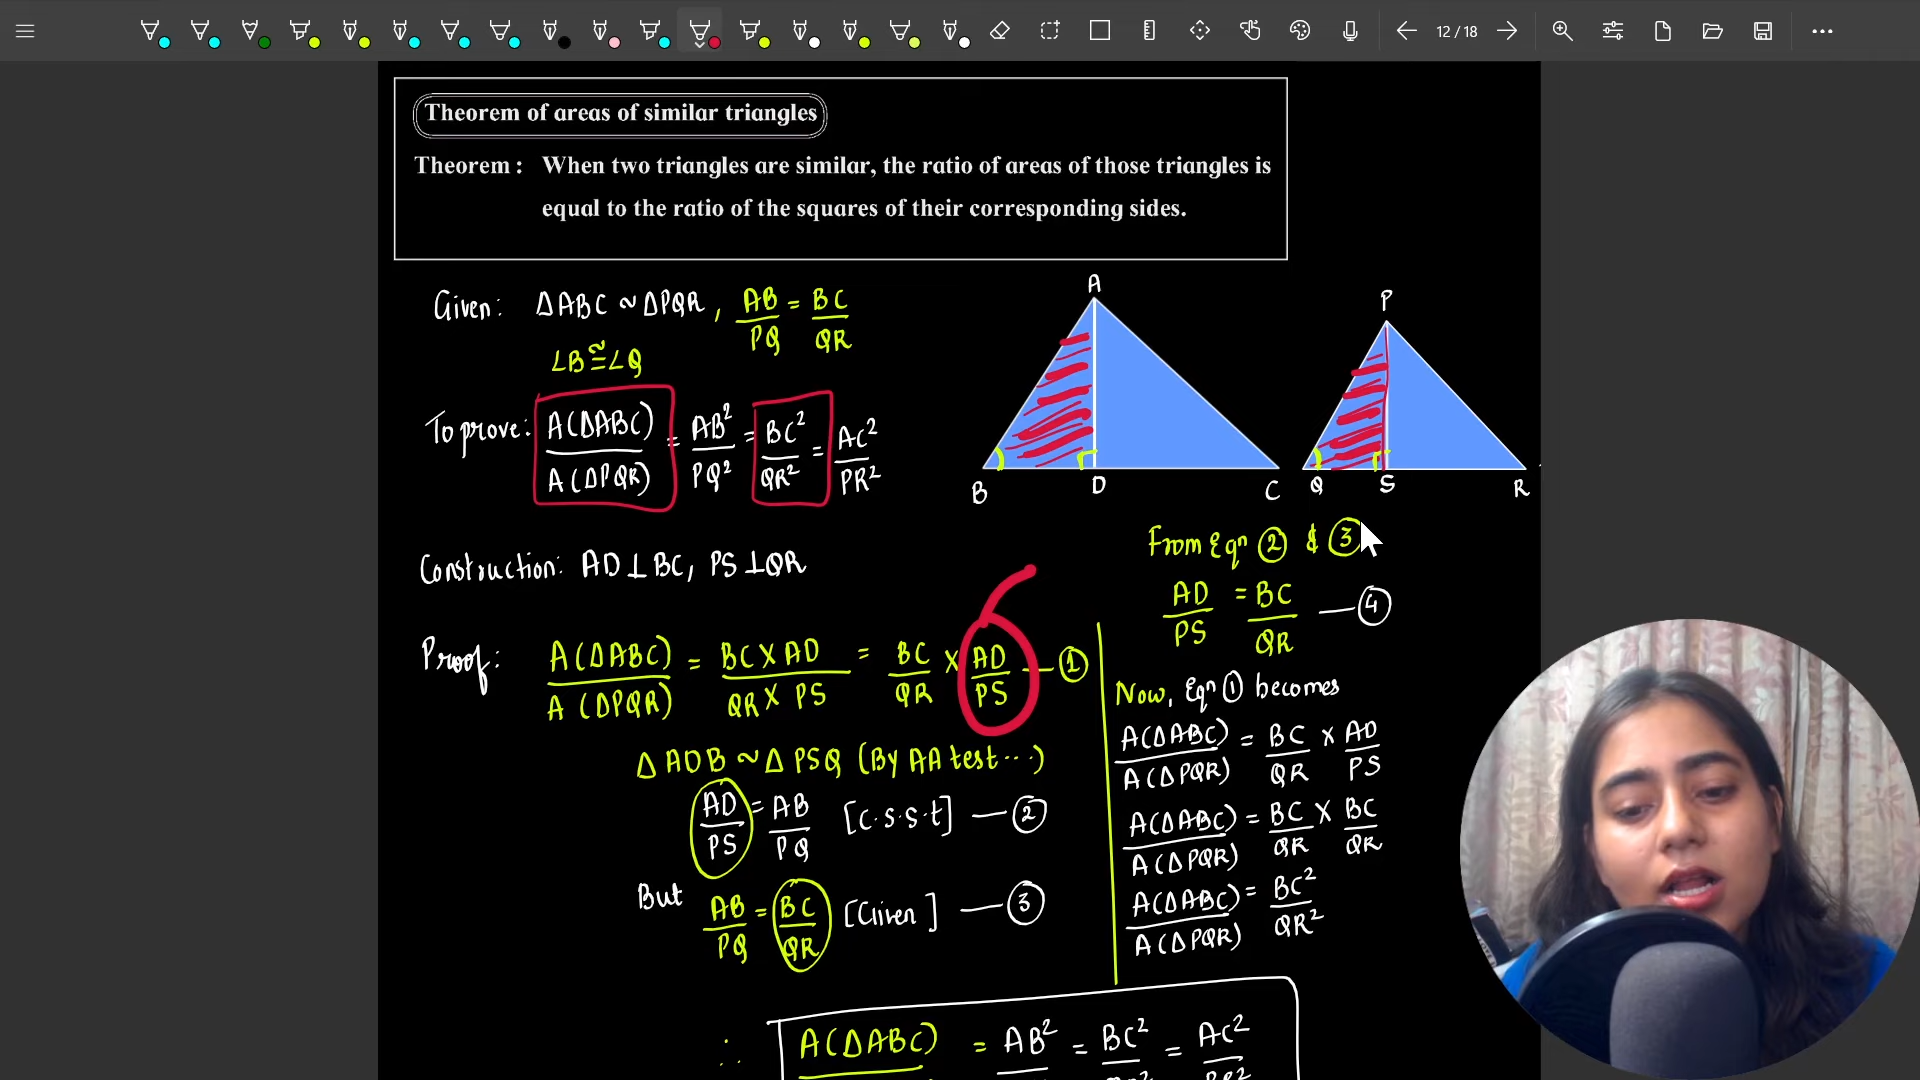 12 / 18
Theorem of areas of similar triangles
Theorem : When two triangles are similar, the ratio of areas of those triangles is
equal to the ratio of the squares of their corresponding sides.
Given: ΔABC ~ ΔPQR, AB/PQ = BC/QR
∠B ≅ ∠Q
To prove: A(ΔABC)/A(ΔPQR) = AB²/PQ² = BC²/QR² = AC²/PR²
A
B D C
P
Q S R
Construction: AD ⊥ BC, PS ⊥ QR
Proof: A(ΔABC)/A(ΔPQR) = BC X AD/QR X PS = BC/QR X AD/PS — ①
ΔADB ~ ΔPSQ (By AA test...)
AD/PS = AB/PQ [c.s.s.t] — ②
But AB/PQ = BC/QR [Given] — ③
From Eqn ② & ③
AD/PS = BC/QR — ④
Now, Eqn ① becomes
A(ΔABC)/A(ΔPQR) = BC/QR X AD/PS
A(ΔABC)/A(ΔPQR) = BC/QR X BC/QR
A(ΔABC)/A(ΔPQR) = BC²/QR²
∴ A(ΔABC) = AB² = BC² = AC²